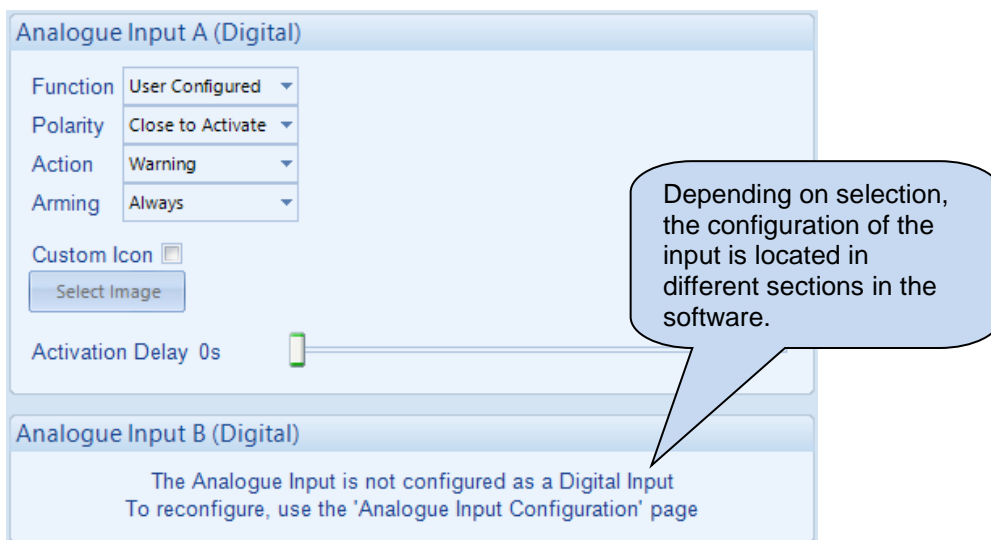 Analogue Input A (Digital)
Function User Configured
Polarity Close to Activate
Action Warning
Arming Always
Custom Icon
Select Image
Activation Delay 0s
Depending on selection,
the configuration of the
input is located in
different sections in the
software.
Analogue Input B (Digital)
The Analogue Input is not configured as a Digital Input
To reconfigure, use the 'Analogue Input Configuration' page